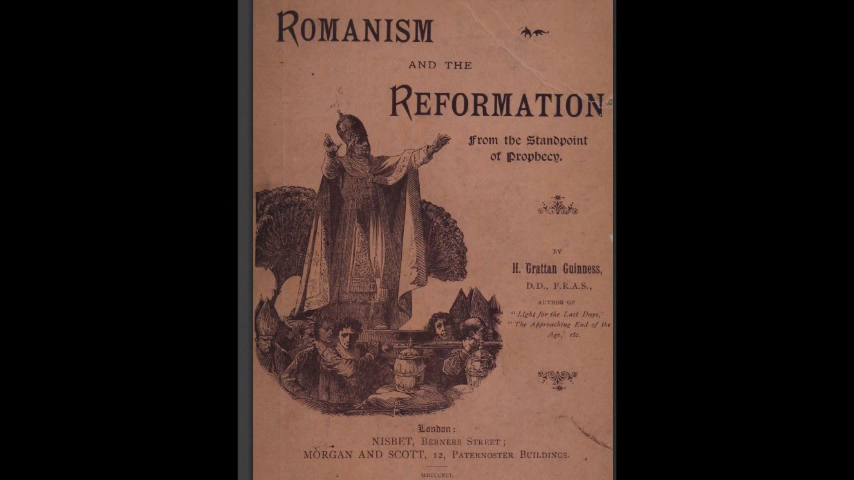 ROMANISM
AND THE
REFORMATION
From the Standpoint
of Prophecy.
BY
H. Grattan Guinness,
D.D., F.R.A.S.,
AUTHOR OF
"Light for the Last Days,"
"The Approaching End of the
Age," etc.
London:
NISBET, BERNERS STREET;
MORGAN AND SCOTT, 12, PATERNOSTER BUILDINGS.
MDCCCXCI.